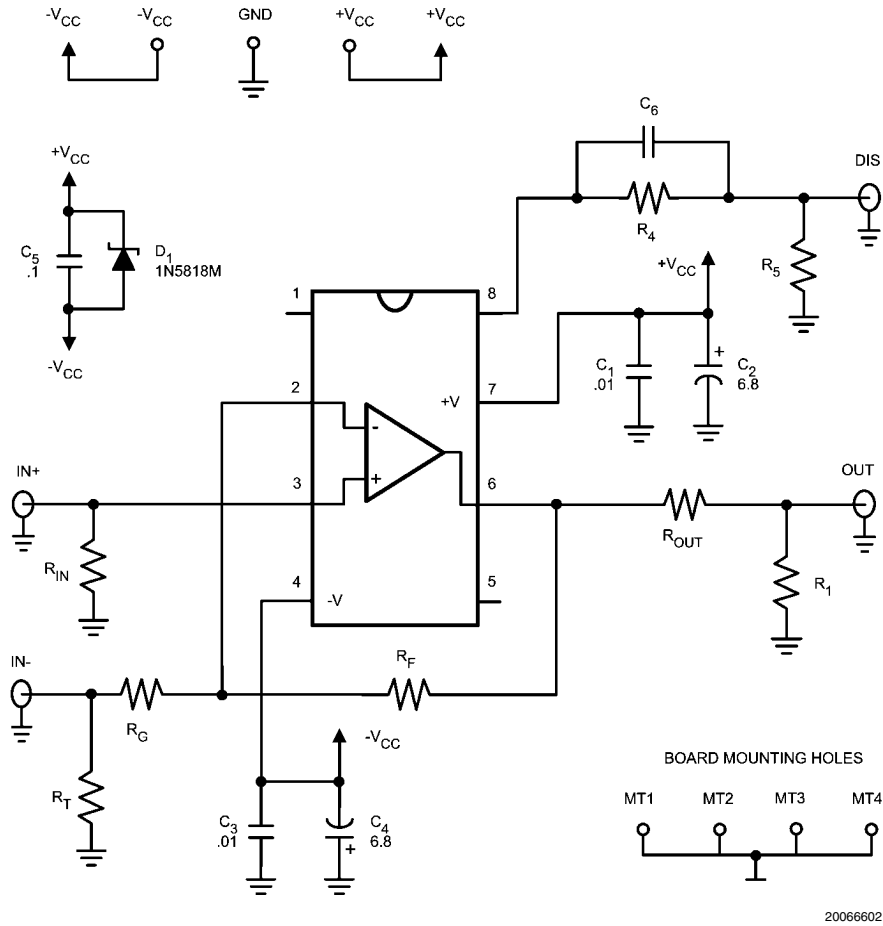 -VCC
-VCC
GND
+VCC
+VCC
C6
DIS
R4
R5
+VCC
C5
.1
D1
1N5818M
-VCC
+VCC
C1
.01
C2
6.8
+
1
8
2
7
+V
-
+
IN+
3
6
OUT
RIN
ROUT
R1
4
-V
5
IN-
RF
RG
RT
-VCC
C3
.01
C4
6.8
+
BOARD MOUNTING HOLES
MT1
MT2
MT3
MT4
20066602